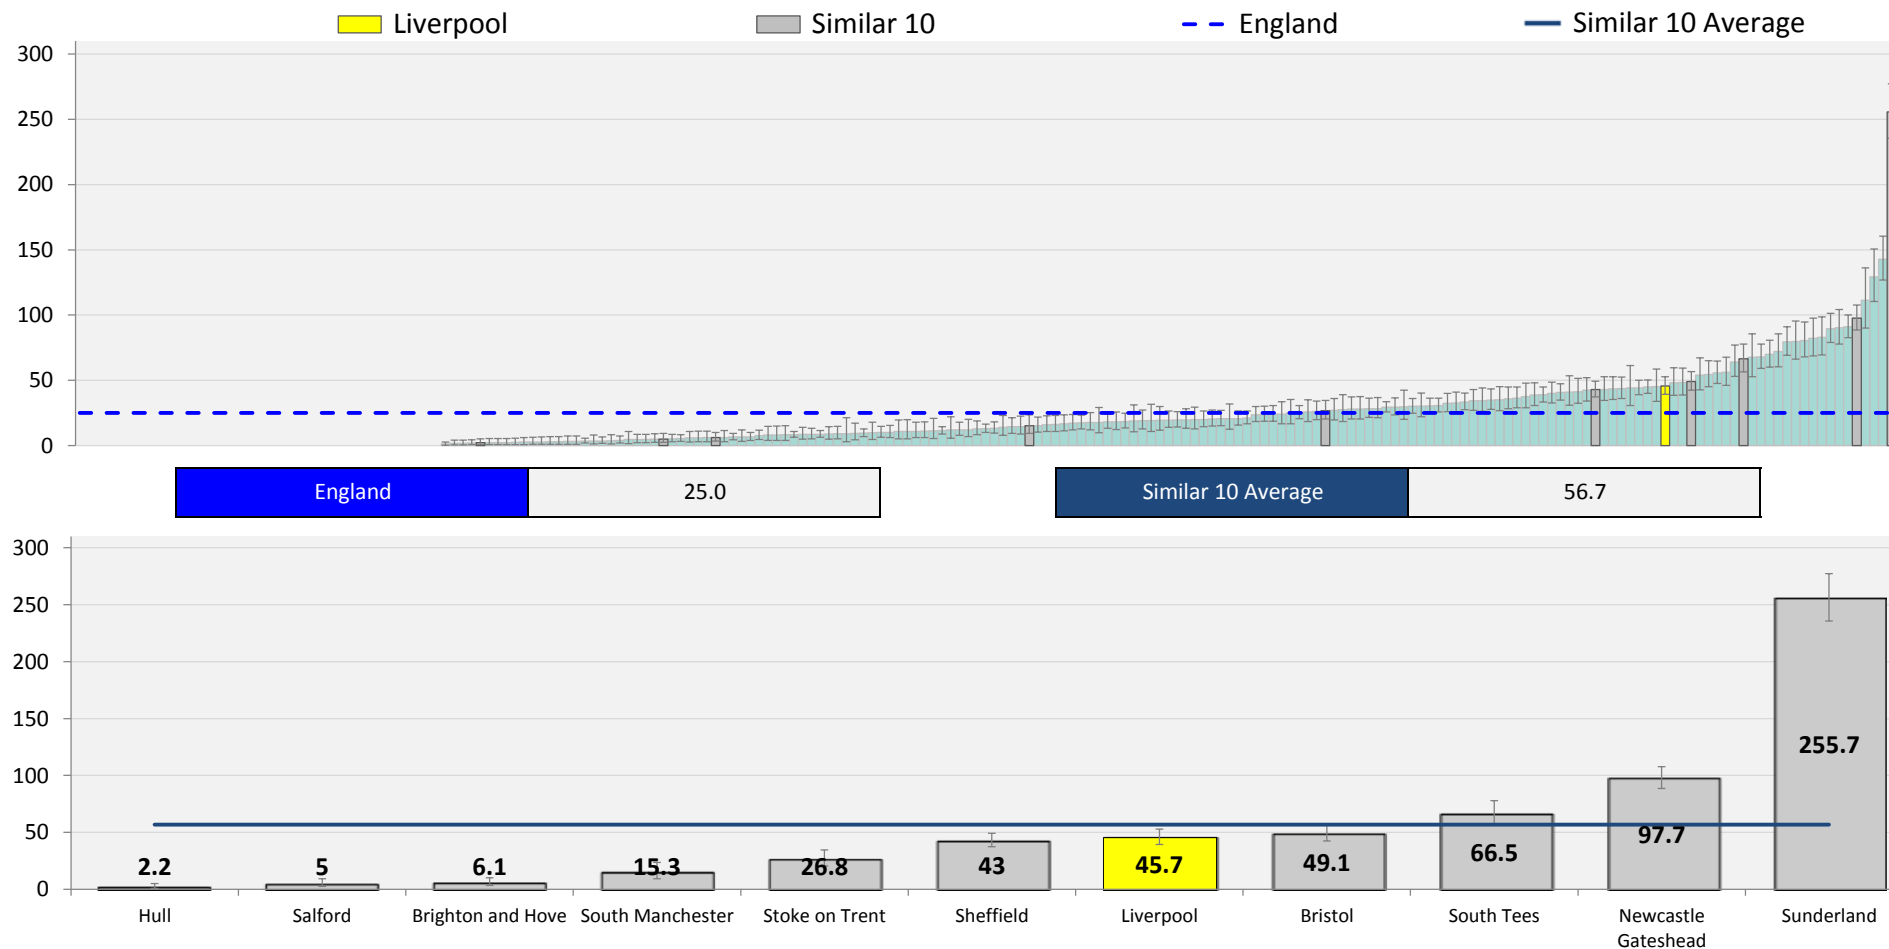 Liverpool Similar 10 England Similar 10 Average
300
250
200
150
100
50
0
England 25.0 Similar 10 Average 56.7
300
250
200
150
100
50
0
2.2 5 6.1 15.3 26.8 43 45.7 49.1 66.5 97.7 255.7
Hull Salford Brighton and Hove South Manchester Stoke on Trent Sheffield Liverpool Bristol South Tees Newcastle Sunderland
Gateshead